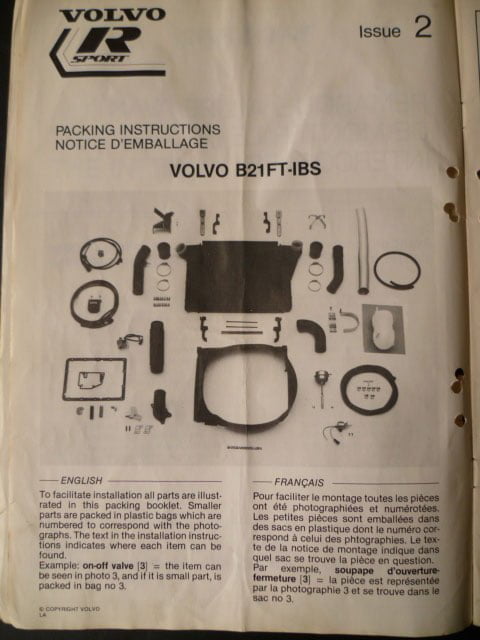 VOLVO
R
SPORT
Issue 2
PACKING INSTRUCTIONS
NOTICE D'EMBALLAGE
VOLVO B21FT-IBS
ENGLISH
To facilitate installation all parts are illust-
rated in this packing booklet. Smaller
parts are packed in plastic bags which are
numbered to correspond with the photo-
graphs. The text in the installation instruc-
tions indicates where each item can be
found.
Example: on-off valve [3] = the item can
be seen in photo 3, and if it is small part, is
packed in bag no 3.
FRANÇAIS
Pour faciliter le montage toutes les pièces
ont été photographiées et numérotées.
Les petites pièces sont emballées dans
des sacs en plastique dont le numéro cor-
respond à celui des phtographies. Le tex-
te de la notice de montage indique dans
quel sac se trouve la pièce en question.
Par exemple, soupape d'ouverture-
fermeture [3] = la pièce est représentée
par la photographie 3 et se trouve dans le
sac no 3.
© COPYRIGHT VOLVO
LA